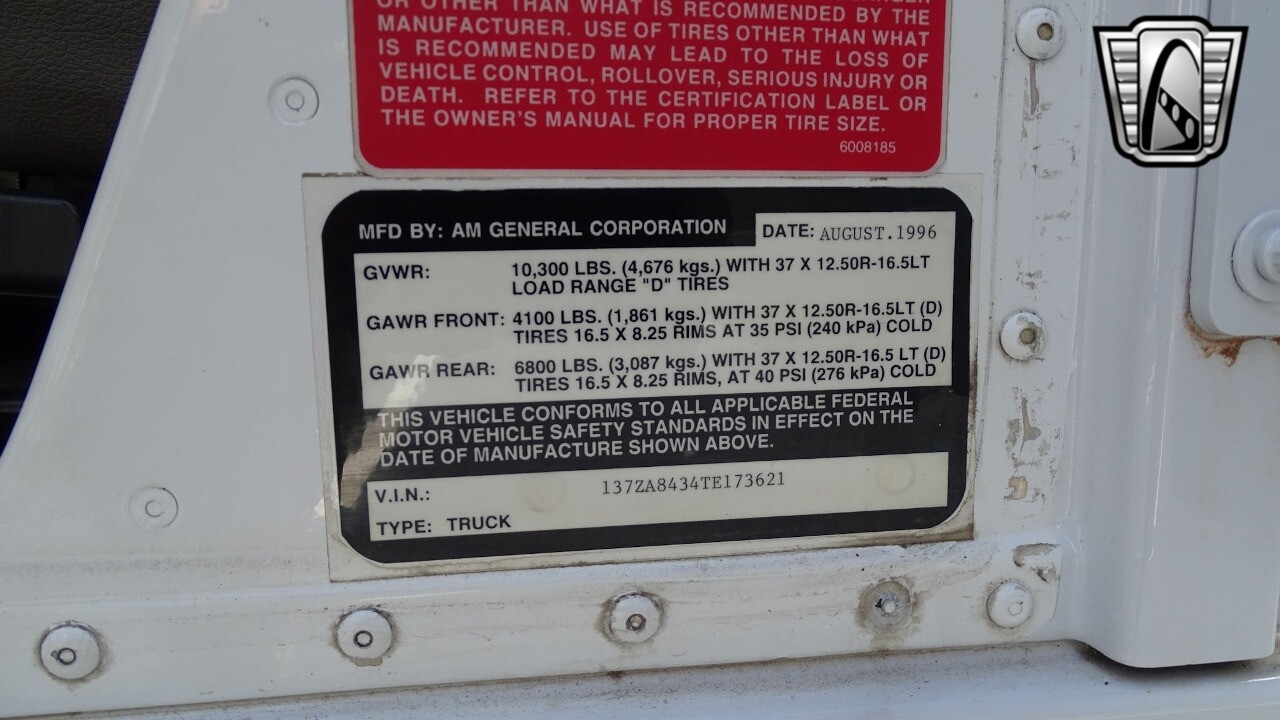 OR OTHER THAN WHAT IS RECOMMENDED BY THE
MANUFACTURER. USE OF TIRES OTHER THAN WHAT
IS RECOMMENDED MAY LEAD TO THE LOSS OF
VEHICLE CONTROL, ROLLOVER, SERIOUS INJURY OR
DEATH. REFER TO THE CERTIFICATION LABEL OR
THE OWNER'S MANUAL FOR PROPER TIRE SIZE.
6008185
MFD BY: AM GENERAL CORPORATION DATE: AUGUST.1996
GVWR: 10,300 LBS. (4,676 kgs.) WITH 37 X 12.50R-16.5LT
LOAD RANGE "D" TIRES
GAWR FRONT: 4100 LBS. (1,861 kgs.) WITH 37 X 12.50R-16.5LT (D)
TIRES 16.5 X 8.25 RIMS AT 35 PSI (240 kPa) COLD
GAWR REAR: 6800 LBS. (3,087 kgs.) WITH 37 X 12.50R-16.5 LT (D)
TIRES 16.5 X 8.25 RIMS, AT 40 PSI (276 kPa) COLD
THIS VEHICLE CONFORMS TO ALL APPLICABLE FEDERAL
MOTOR VEHICLE SAFETY STANDARDS IN EFFECT ON THE
DATE OF MANUFACTURE SHOWN ABOVE.
V.I.N.: 137ZA8434TE173621
TYPE: TRUCK